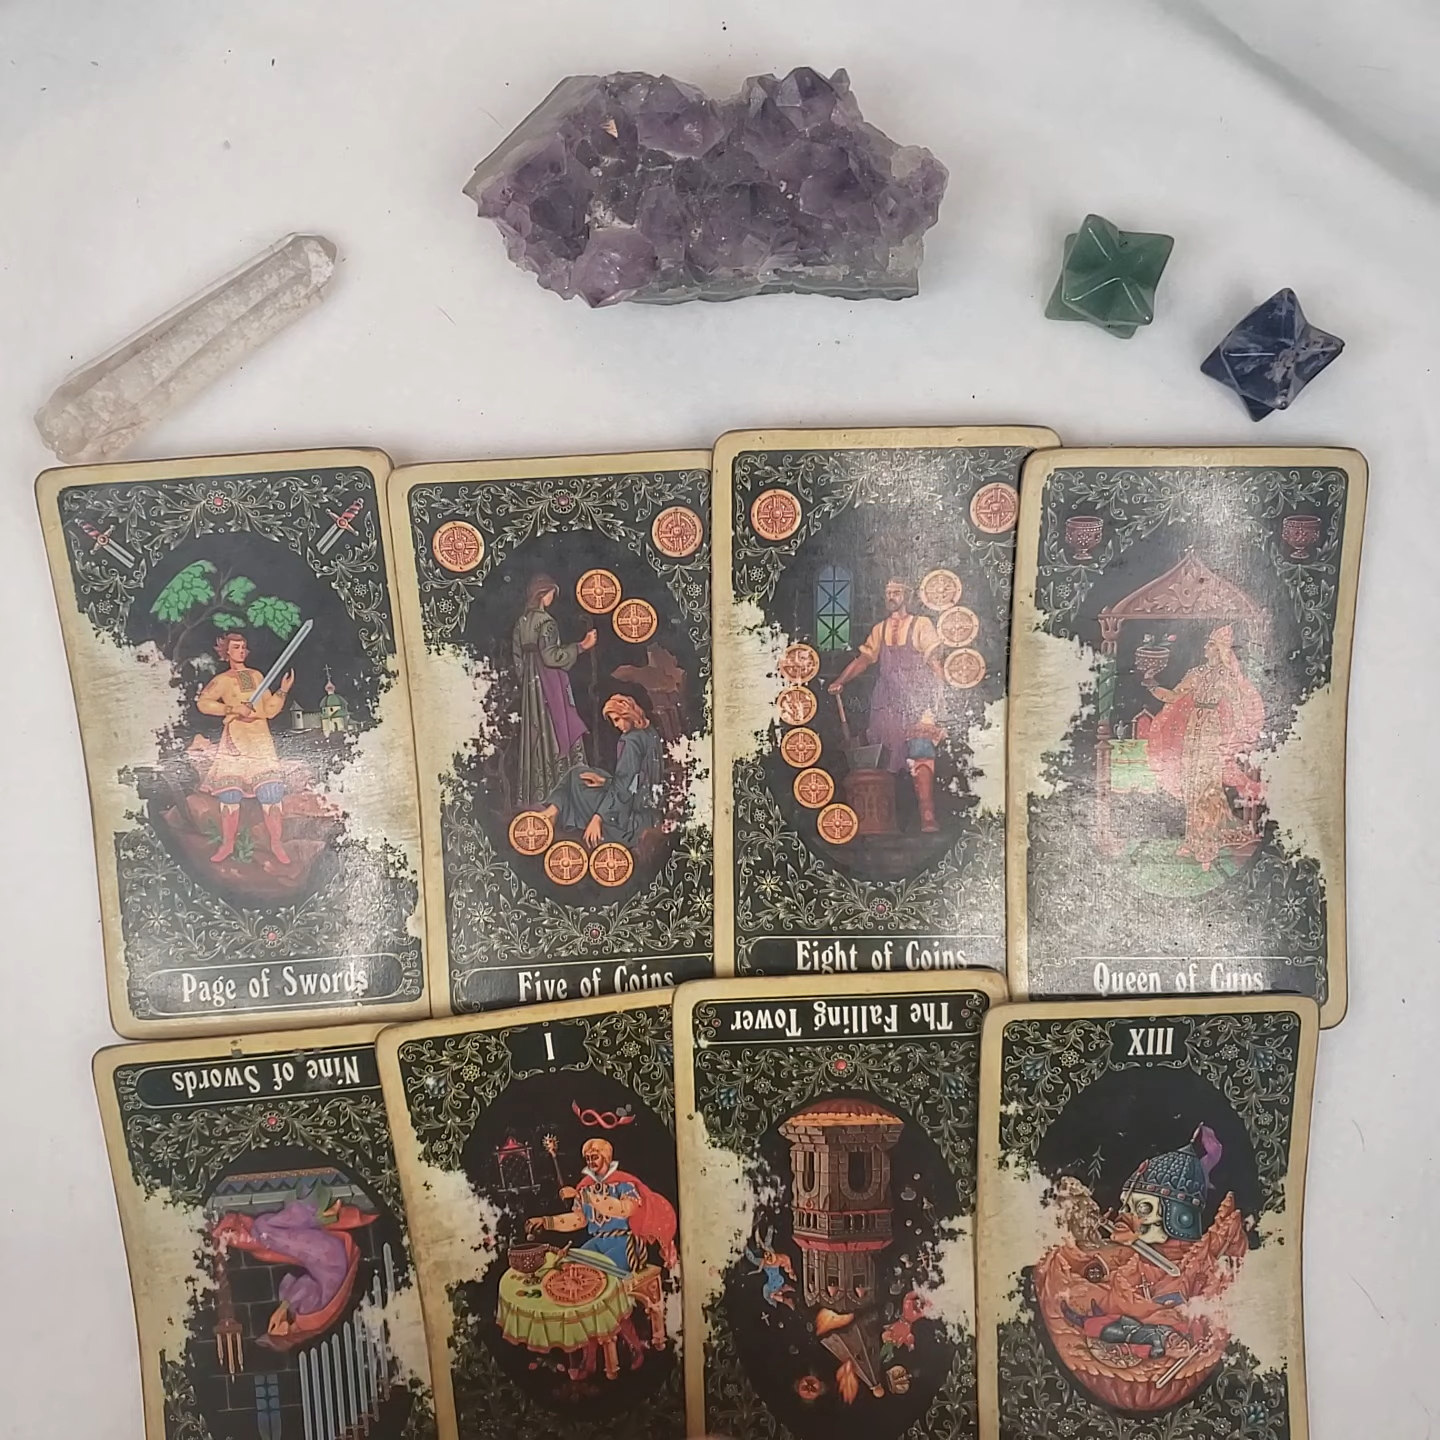 Page of Swords
Five of Coins
Eight of Coins
Queen of Cups
Nine of Swords
I
The Falling Tower
XIII